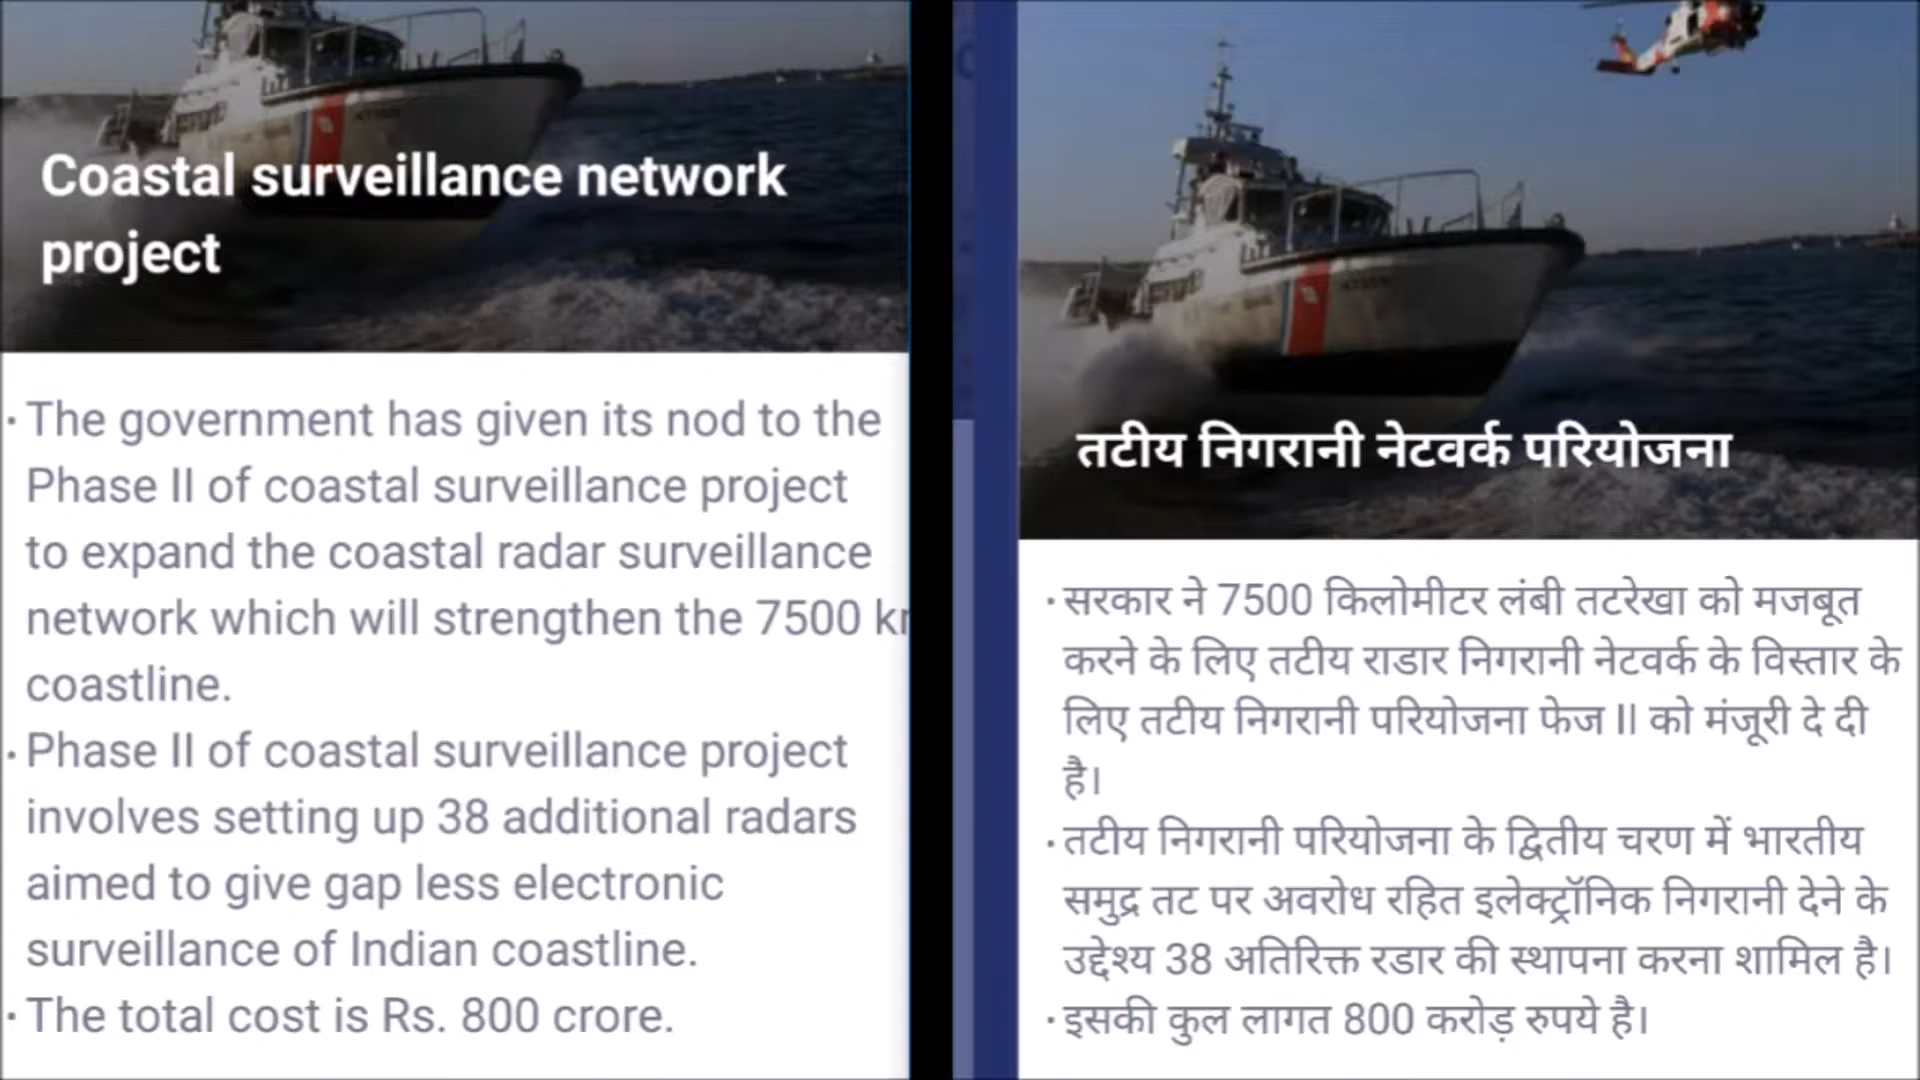 Coastal surveillance network
project
· The government has given its nod to the
Phase II of coastal surveillance project
to expand the coastal radar surveillance
network which will strengthen the 7500
coastline.
· Phase II of coastal surveillance project
involves setting up 38 additional radars
aimed to give gap less electronic
surveillance of Indian coastline.
· The total cost is Rs. 800 crore.
तटीय निगरानी नेटवर्क परियोजना
· सरकार ने 7500 किलोमीटर लंबी तटरेखा को मजबूत
करने के लिए तटीय राडार निगरानी नेटवर्क के विस्तार के
लिए तटीय निगरानी परियोजना फेज II को मंजूरी दे दी
है।
· तटीय निगरानी परियोजना के द्वितीय चरण में भारतीय
समुद्र तट पर अवरोध रहित इलेक्ट्रॉनिक निगरानी देने के
उद्देश्य 38 अतिरिक्त रडार की स्थापना करना शामिल है।
· इसकी कुल लागत 800 करोड़ रुपये है।